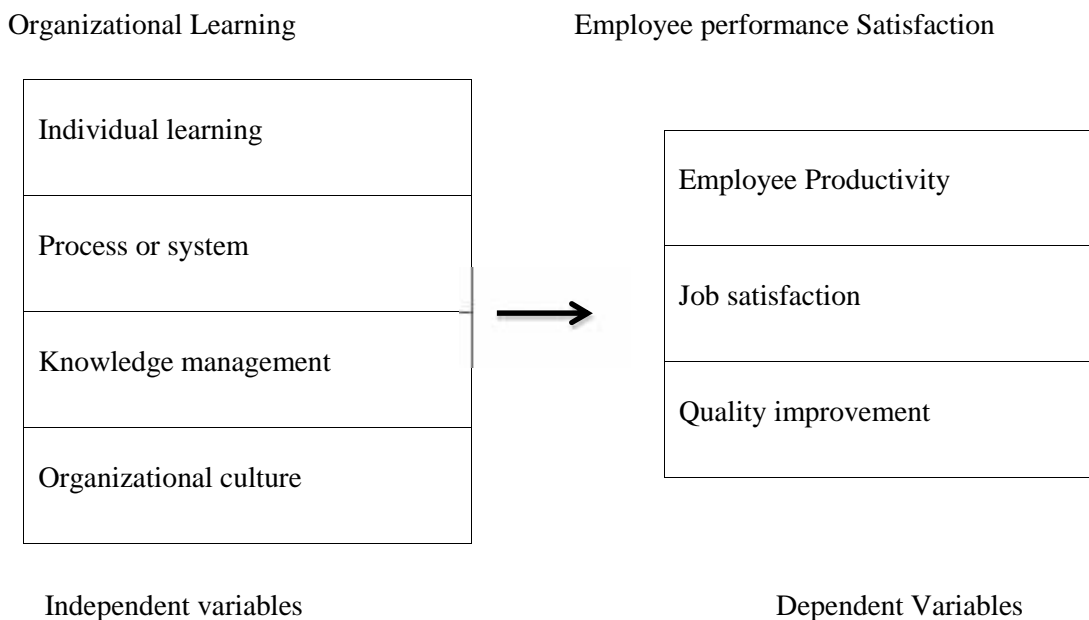 Organizational Learning
Employee performance Satisfaction
Individual learning
Process or system
Knowledge management
Organizational culture
Employee Productivity
Job satisfaction
Quality improvement
Independent variables
Dependent Variables